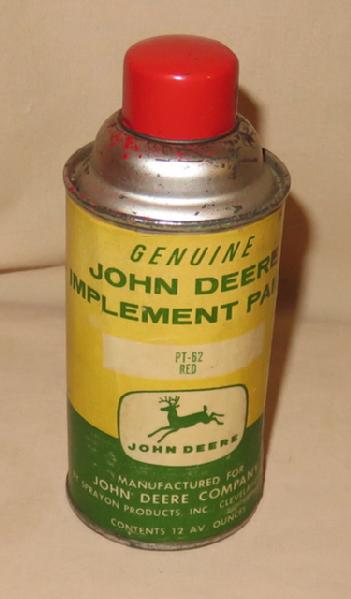 GENUINE
JOHN DEERE
IMPLEMENT PAI
PT-62
RED
JOHN DEERE
MANUFACTURED FOR
JOHN DEERE COMPANY
SPRAYON PRODUCTS, INC., CLEVELAN
CONTENTS 12 AV. OUNCES